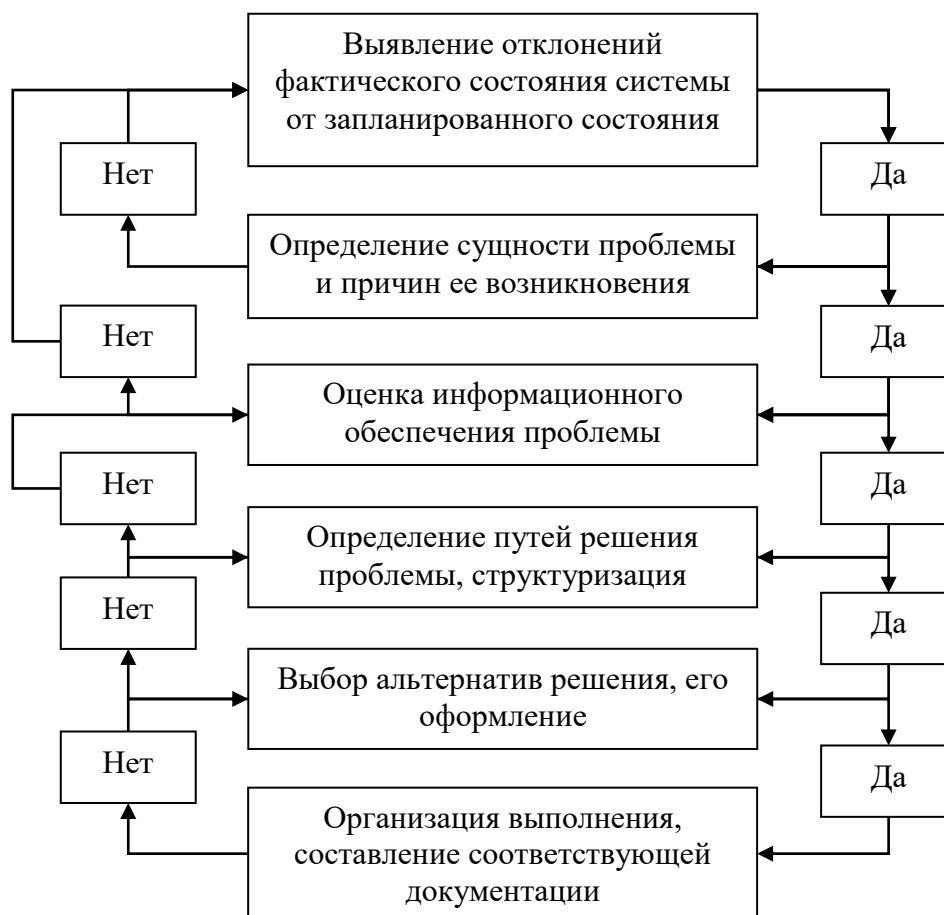 Выявление отклонений
фактического состояния системы
от запланированного состояния
Нет
Да
Определение сущности проблемы
и причин ее возникновения
Нет
Да
Оценка информационного
обеспечения проблемы
Нет
Да
Определение путей решения
проблемы, структуризация
Нет
Да
Выбор альтернатив решения, его
оформление
Нет
Да
Организация выполнения,
составление соответствующей
документации